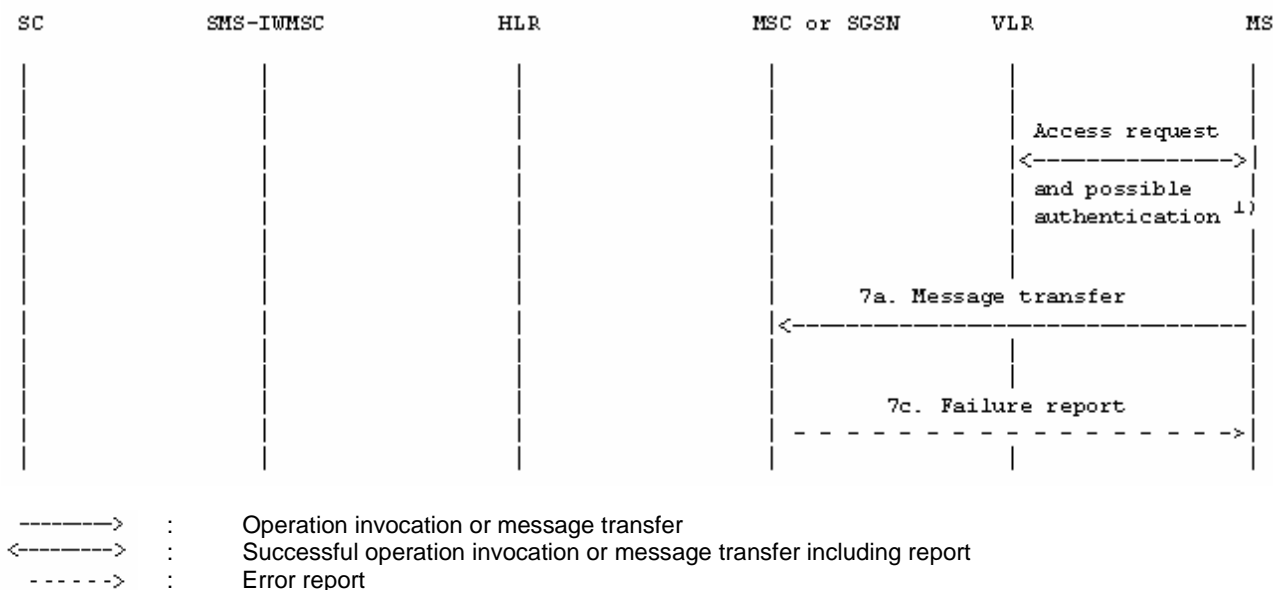 SC SMS-IWMSC HLR MSC or SGSN VLR MS
Access request
and possible
authentication 1)
7a. Message transfer
7c. Failure report
: Operation invocation or message transfer
: Successful operation invocation or message transfer including report
: Error report